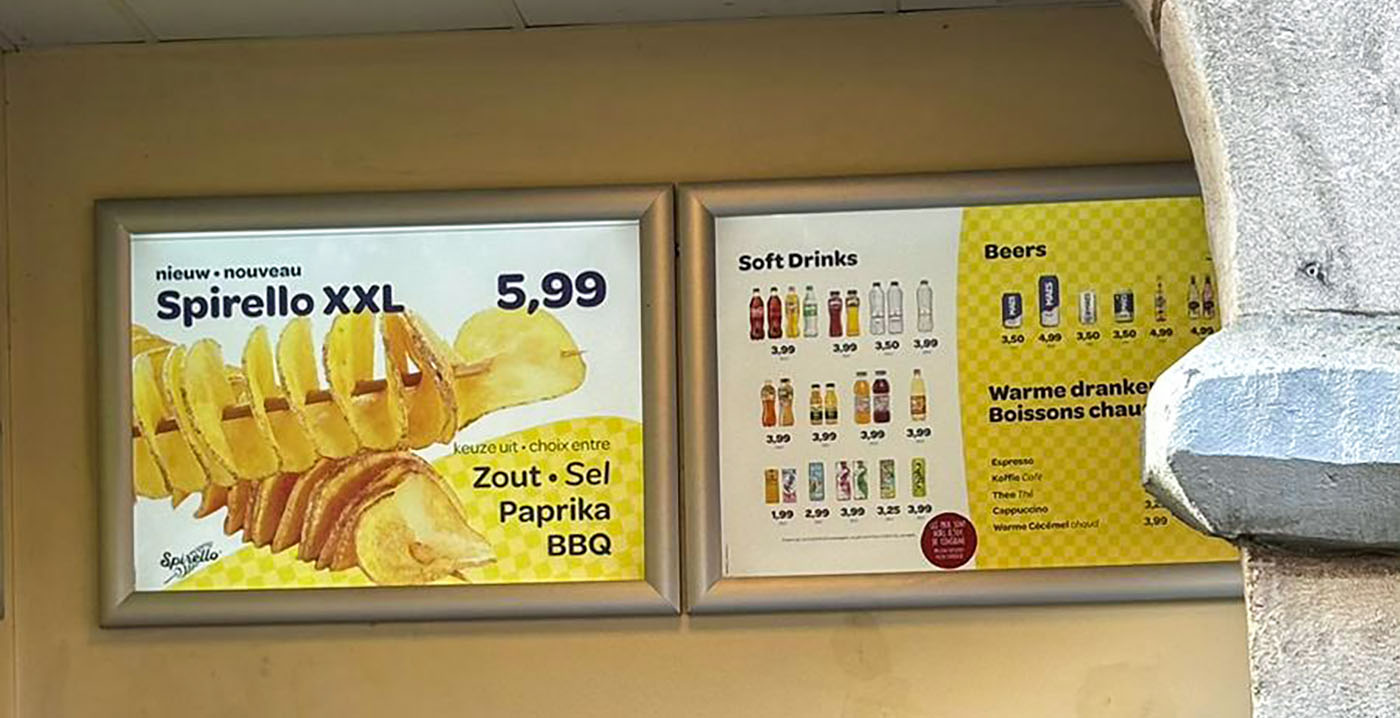 nieuw • nouveau
Spirello XXL
5,99
keuze uit • choix entre
Zout • Sel
Paprika
BBQ
Spirello
Soft Drinks
3,99 3,99 3,50 3,99
3,99 3,99 3,99 3,99
1,99 2,99 3,99 3,25 3,99
Beers
MAES MAES
3,50 4,99 3,50 3,50 4,99 4,99
Warme dranke
Boissons chau
Espresso
Koffie Café
Thee Thé
Cappuccino
Warme Cécémel chaud 3,99